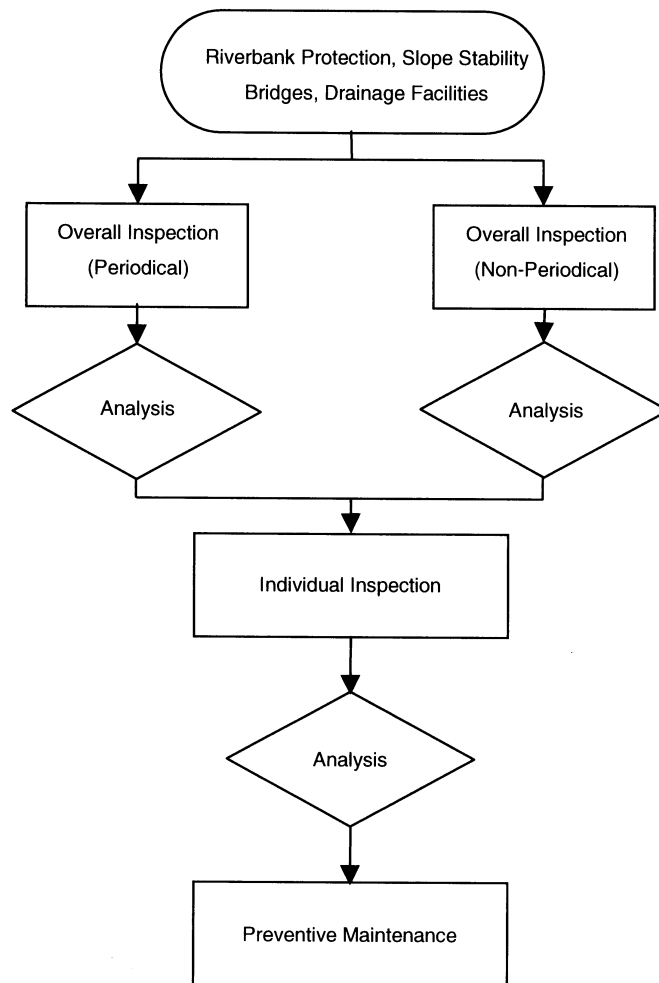 Riverbank Protection, Slope Stability
Bridges, Drainage Facilities
Overall Inspection
(Periodical)
Overall Inspection
(Non-Periodical)
Analysis
Analysis
Individual Inspection
Analysis
Preventive Maintenance